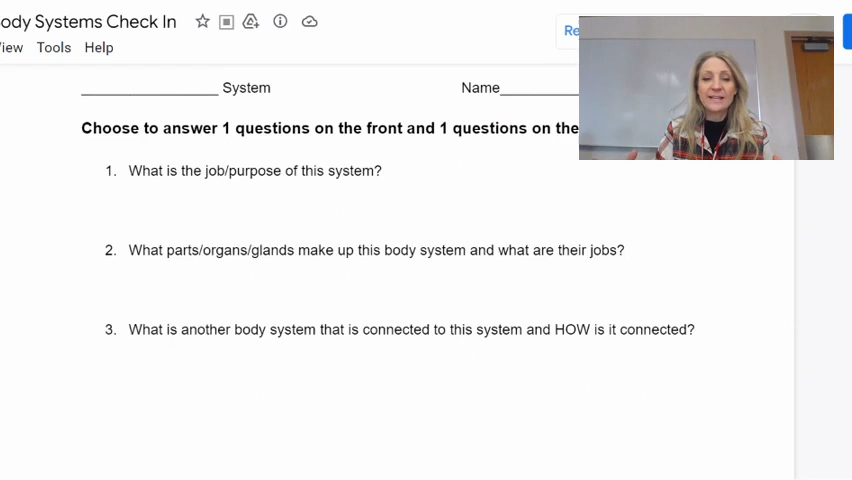 ody Systems Check In
iew Tools Help
Re
_________________ System Name__________
Choose to answer 1 questions on the front and 1 questions on the
1. What is the job/purpose of this system?
2. What parts/organs/glands make up this body system and what are their jobs?
3. What is another body system that is connected to this system and HOW is it connected?